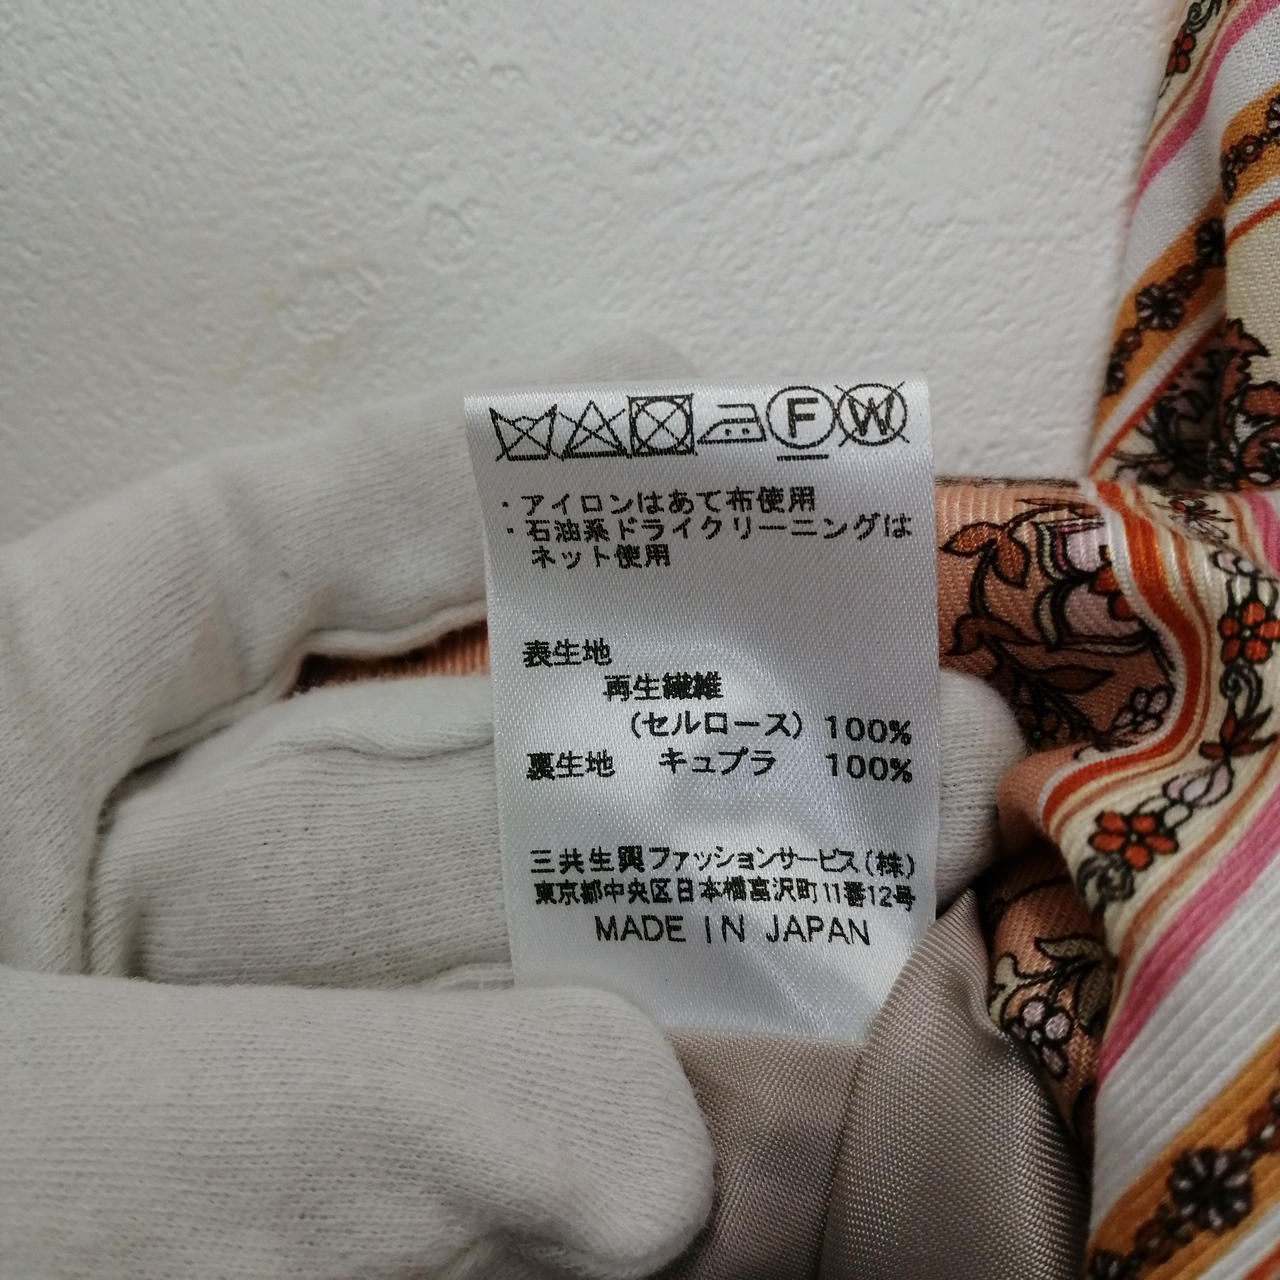 F W
・アイロンはあて布使用
・石油系ドライクリーニングは
ネット使用
表生地
再生繊維
(セルロース) 100%
裏生地 キュプラ 100%
三共生興ファッションサービス(株)
東京都中央区日本橋富沢町11番12号
MADE IN JAPAN